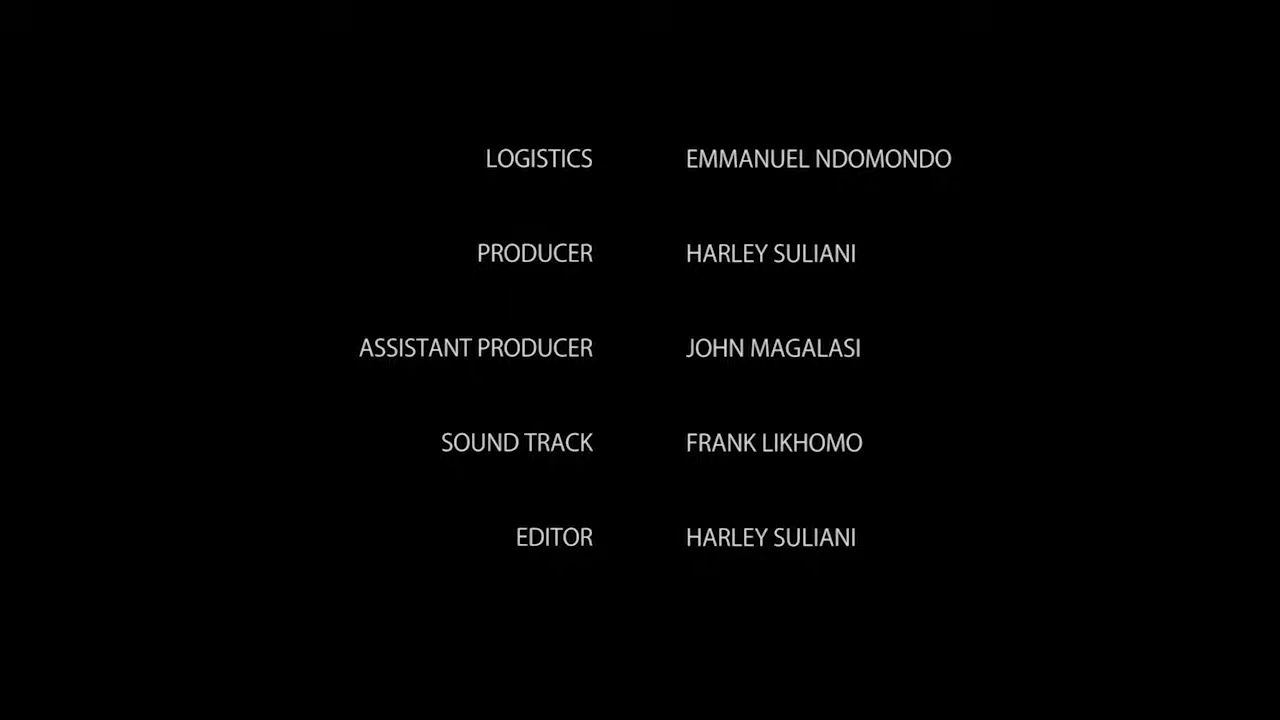 LOGISTICS EMMANUEL NDOMONDO
PRODUCER HARLEY SULIANI
ASSISTANT PRODUCER JOHN MAGALASI
SOUND TRACK FRANK LIKHOMO
EDITOR HARLEY SULIANI